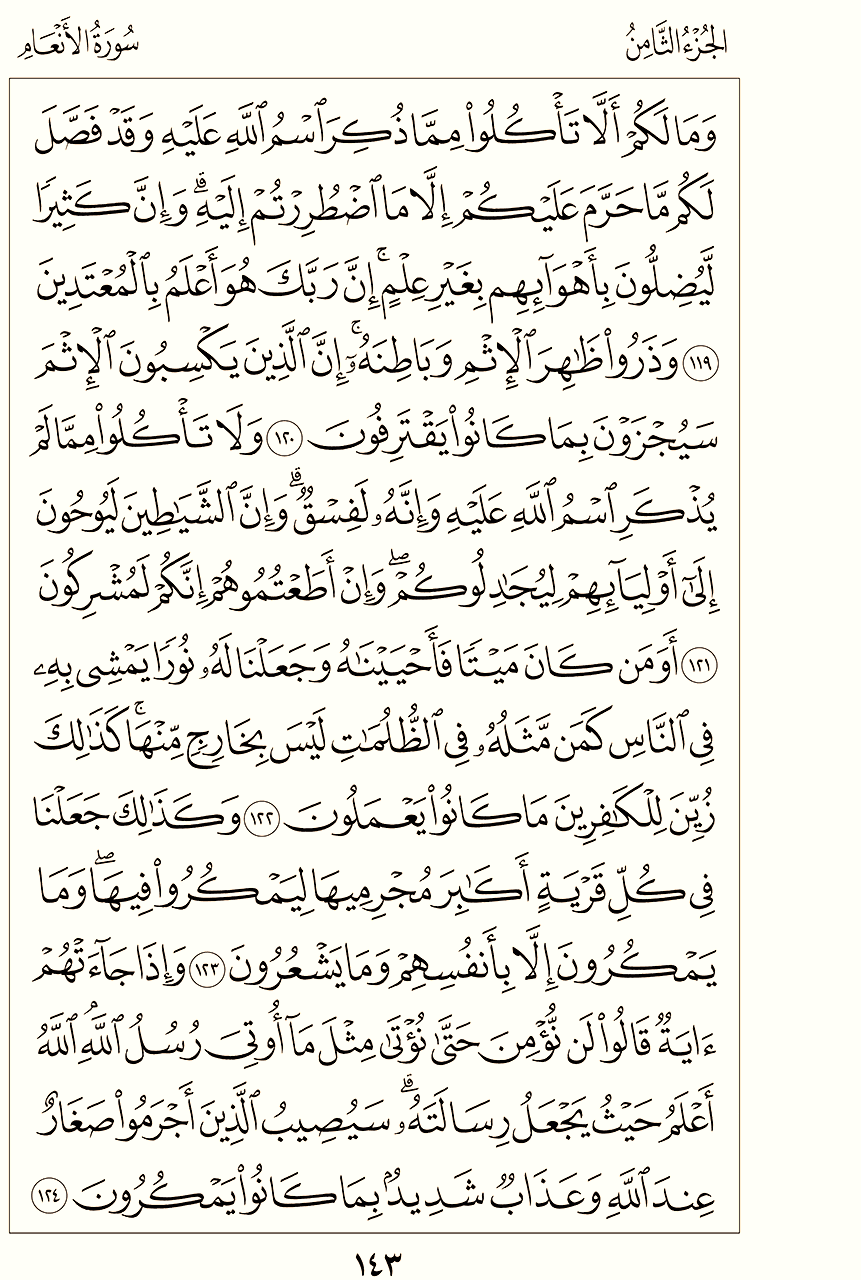 الجُزْءُ الثَّامِنُ
سُورَةُ الأَنْعَامِ
وَمَا لَكُمْ أَلَّا تَأْكُلُوا۟ مِمَّا ذُكِرَ ٱسْمُ ٱللَّهِ عَلَيْهِ وَقَدْ فَصَّلَ
لَكُم مَّا حَرَّمَ عَلَيْكُمْ إِلَّا مَا ٱضْطُرِرْتُمْ إِلَيْهِ ۗ وَإِنَّ كَثِيرًا
لَّيُضِلُّونَ بِأَهْوَآئِهِم بِغَيْرِ عِلْمٍ ۚ إِنَّ رَبَّكَ هُوَ أَعْلَمُ بِٱلْمُعْتَدِينَ
١١٩ وَذَرُوا۟ ظَٰهِرَ ٱلْإِثْمِ وَبَاطِنَهُۥٓ ۚ إِنَّ ٱلَّذِينَ يَكْسِبُونَ ٱلْإِثْمَ
سَيُجْزَوْنَ بِمَا كَانُوا۟ يَقْتَرِفُونَ ١٢٠ وَلَا تَأْكُلُوا۟ مِمَّا لَمْ
يُذْكَرِ ٱسْمُ ٱللَّهِ عَلَيْهِ وَإِنَّهُۥ لَفِسْقٌ ۗ وَإِنَّ ٱلشَّيَٰطِينَ لَيُوحُونَ
إِلَىٰٓ أَوْلِيَآئِهِمْ لِيُجَٰدِلُوكُمْ ۖ وَإِنْ أَطَعْتُمُوهُمْ إِنَّكُمْ لَمُشْرِكُونَ
١٢١ أَوَمَن كَانَ مَيْتًا فَأَحْيَيْنَٰهُ وَجَعَلْنَا لَهُۥ نُورًا يَمْشِى بِهِۦ
فِى ٱلنَّاسِ كَمَن مَّثَلُهُۥ فِى ٱلظُّلُمَٰتِ لَيْسَ بِخَارِجٍ مِّنْهَا ۚ كَذَٰلِكَ
زُيِّنَ لِلْكَٰفِرِينَ مَا كَانُوا۟ يَعْمَلُونَ ١٢٢ وَكَذَٰلِكَ جَعَلْنَا
فِى كُلِّ قَرْيَةٍ أَكَٰبِرَ مُجْرِمِيهَا لِيَمْكُرُوا۟ فِيهَا ۖ وَمَا
يَمْكُرُونَ إِلَّا بِأَنفُسِهِمْ وَمَا يَشْعُرُونَ ١٢٣ وَإِذَا جَآءَتْهُمْ
ءَايَةٌ قَالُوا۟ لَن نُّؤْمِنَ حَتَّىٰ نُؤْتَىٰ مِثْلَ مَآ أُوتِىَ رُسُلُ ٱللَّهِ ۘ ٱللَّهُ
أَعْلَمُ حَيْثُ يَجْعَلُ رِسَالَتَهُۥ ۗ سَيُصِيبُ ٱلَّذِينَ أَجْرَمُوا۟ صَغَارٌ
عِندَ ٱللَّهِ وَعَذَابٌ شَدِيدٌۢ بِمَا كَانُوا۟ يَمْكُرُونَ ١٢٤
١٤٣